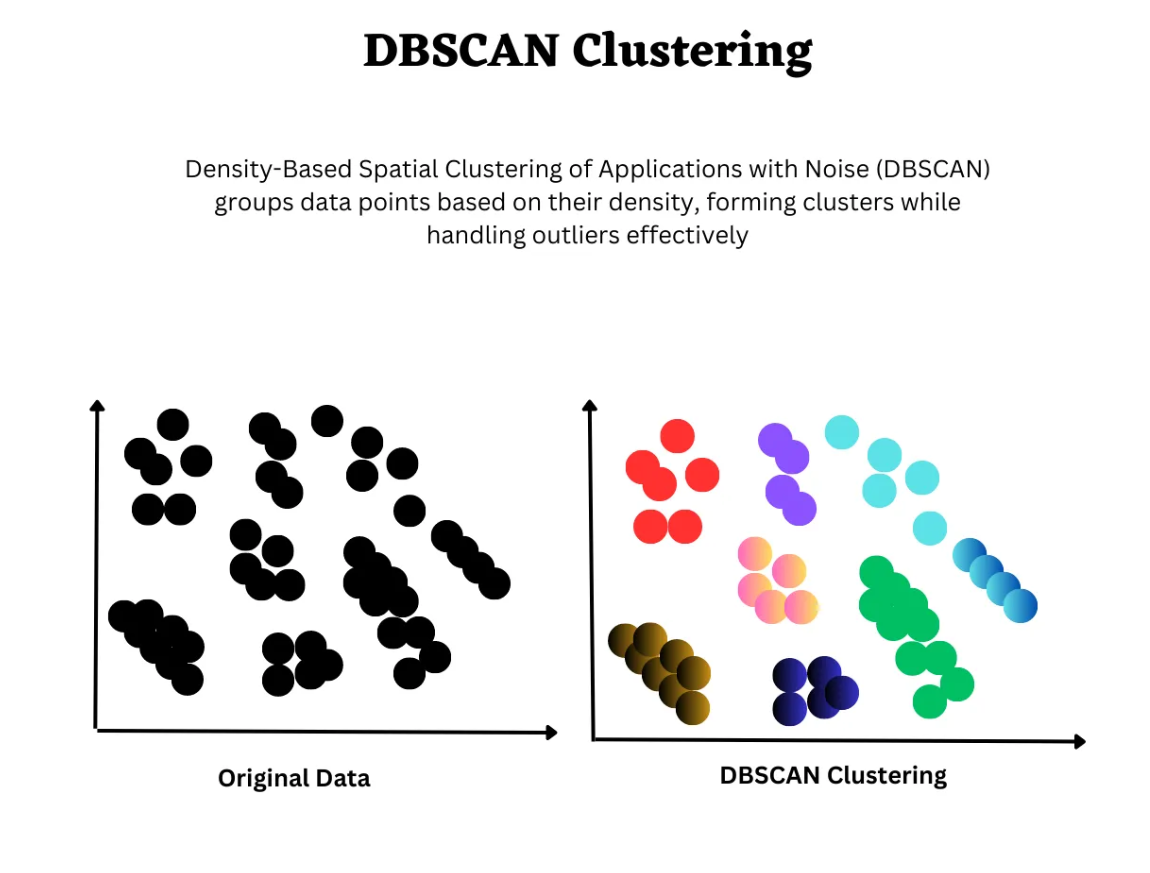 DBSCAN Clustering
Density-Based Spatial Clustering of Applications with Noise (DBSCAN)
groups data points based on their density, forming clusters while
handling outliers effectively
Original Data
DBSCAN Clustering